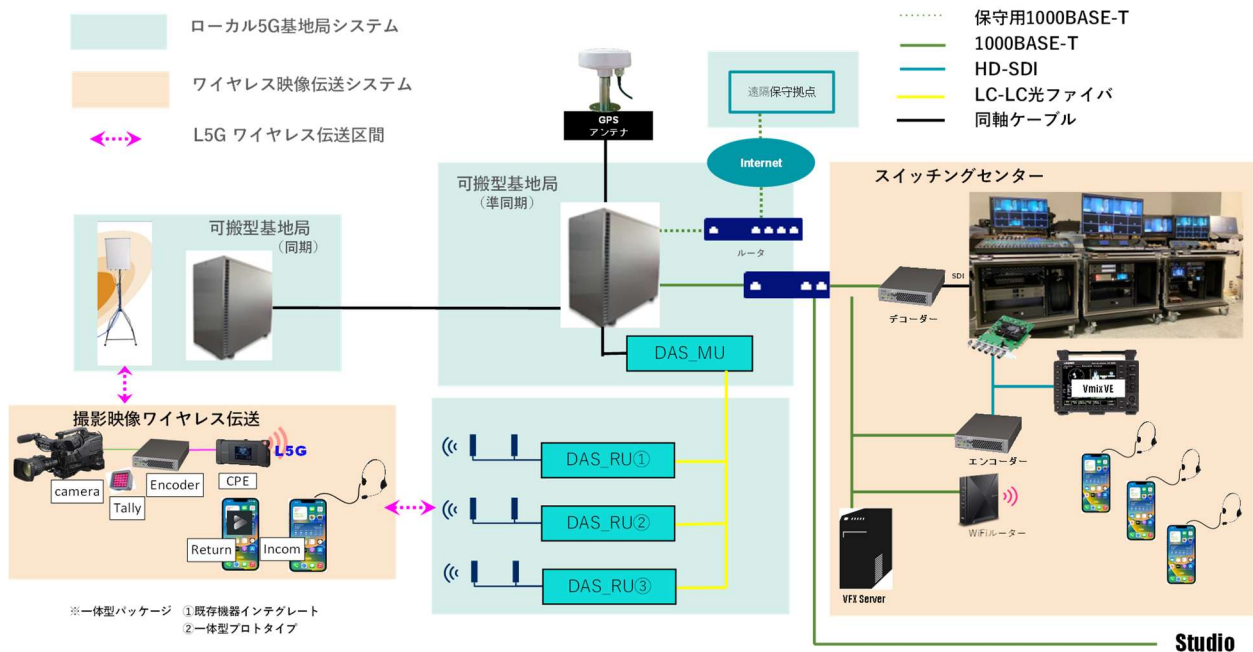 ローカル5G基地局システム
ワイヤレス映像伝送システム
L5G ワイヤレス伝送区間
保守用1000BASE-T
1000BASE-T
HD-SDI
LC-LC光ファイバ
同軸ケーブル
GPS
アンテナ
遠隔保守拠点
Internet
可搬型基地局
（準同期）
ルータ
可搬型基地局
（同期）
DAS_MU
スイッチングセンター
デコーダー
SDI
VmixVE
エンコーダー
WiFiルーター
VFX Server
撮影映像ワイヤレス伝送
camera
Tally
Encoder
CPE
L5G
Return
Incom
DAS_RU①
DAS_RU②
DAS_RU③
※一体型パッケージ ①既存機器インテグレート
②一体型プロトタイプ
Studio